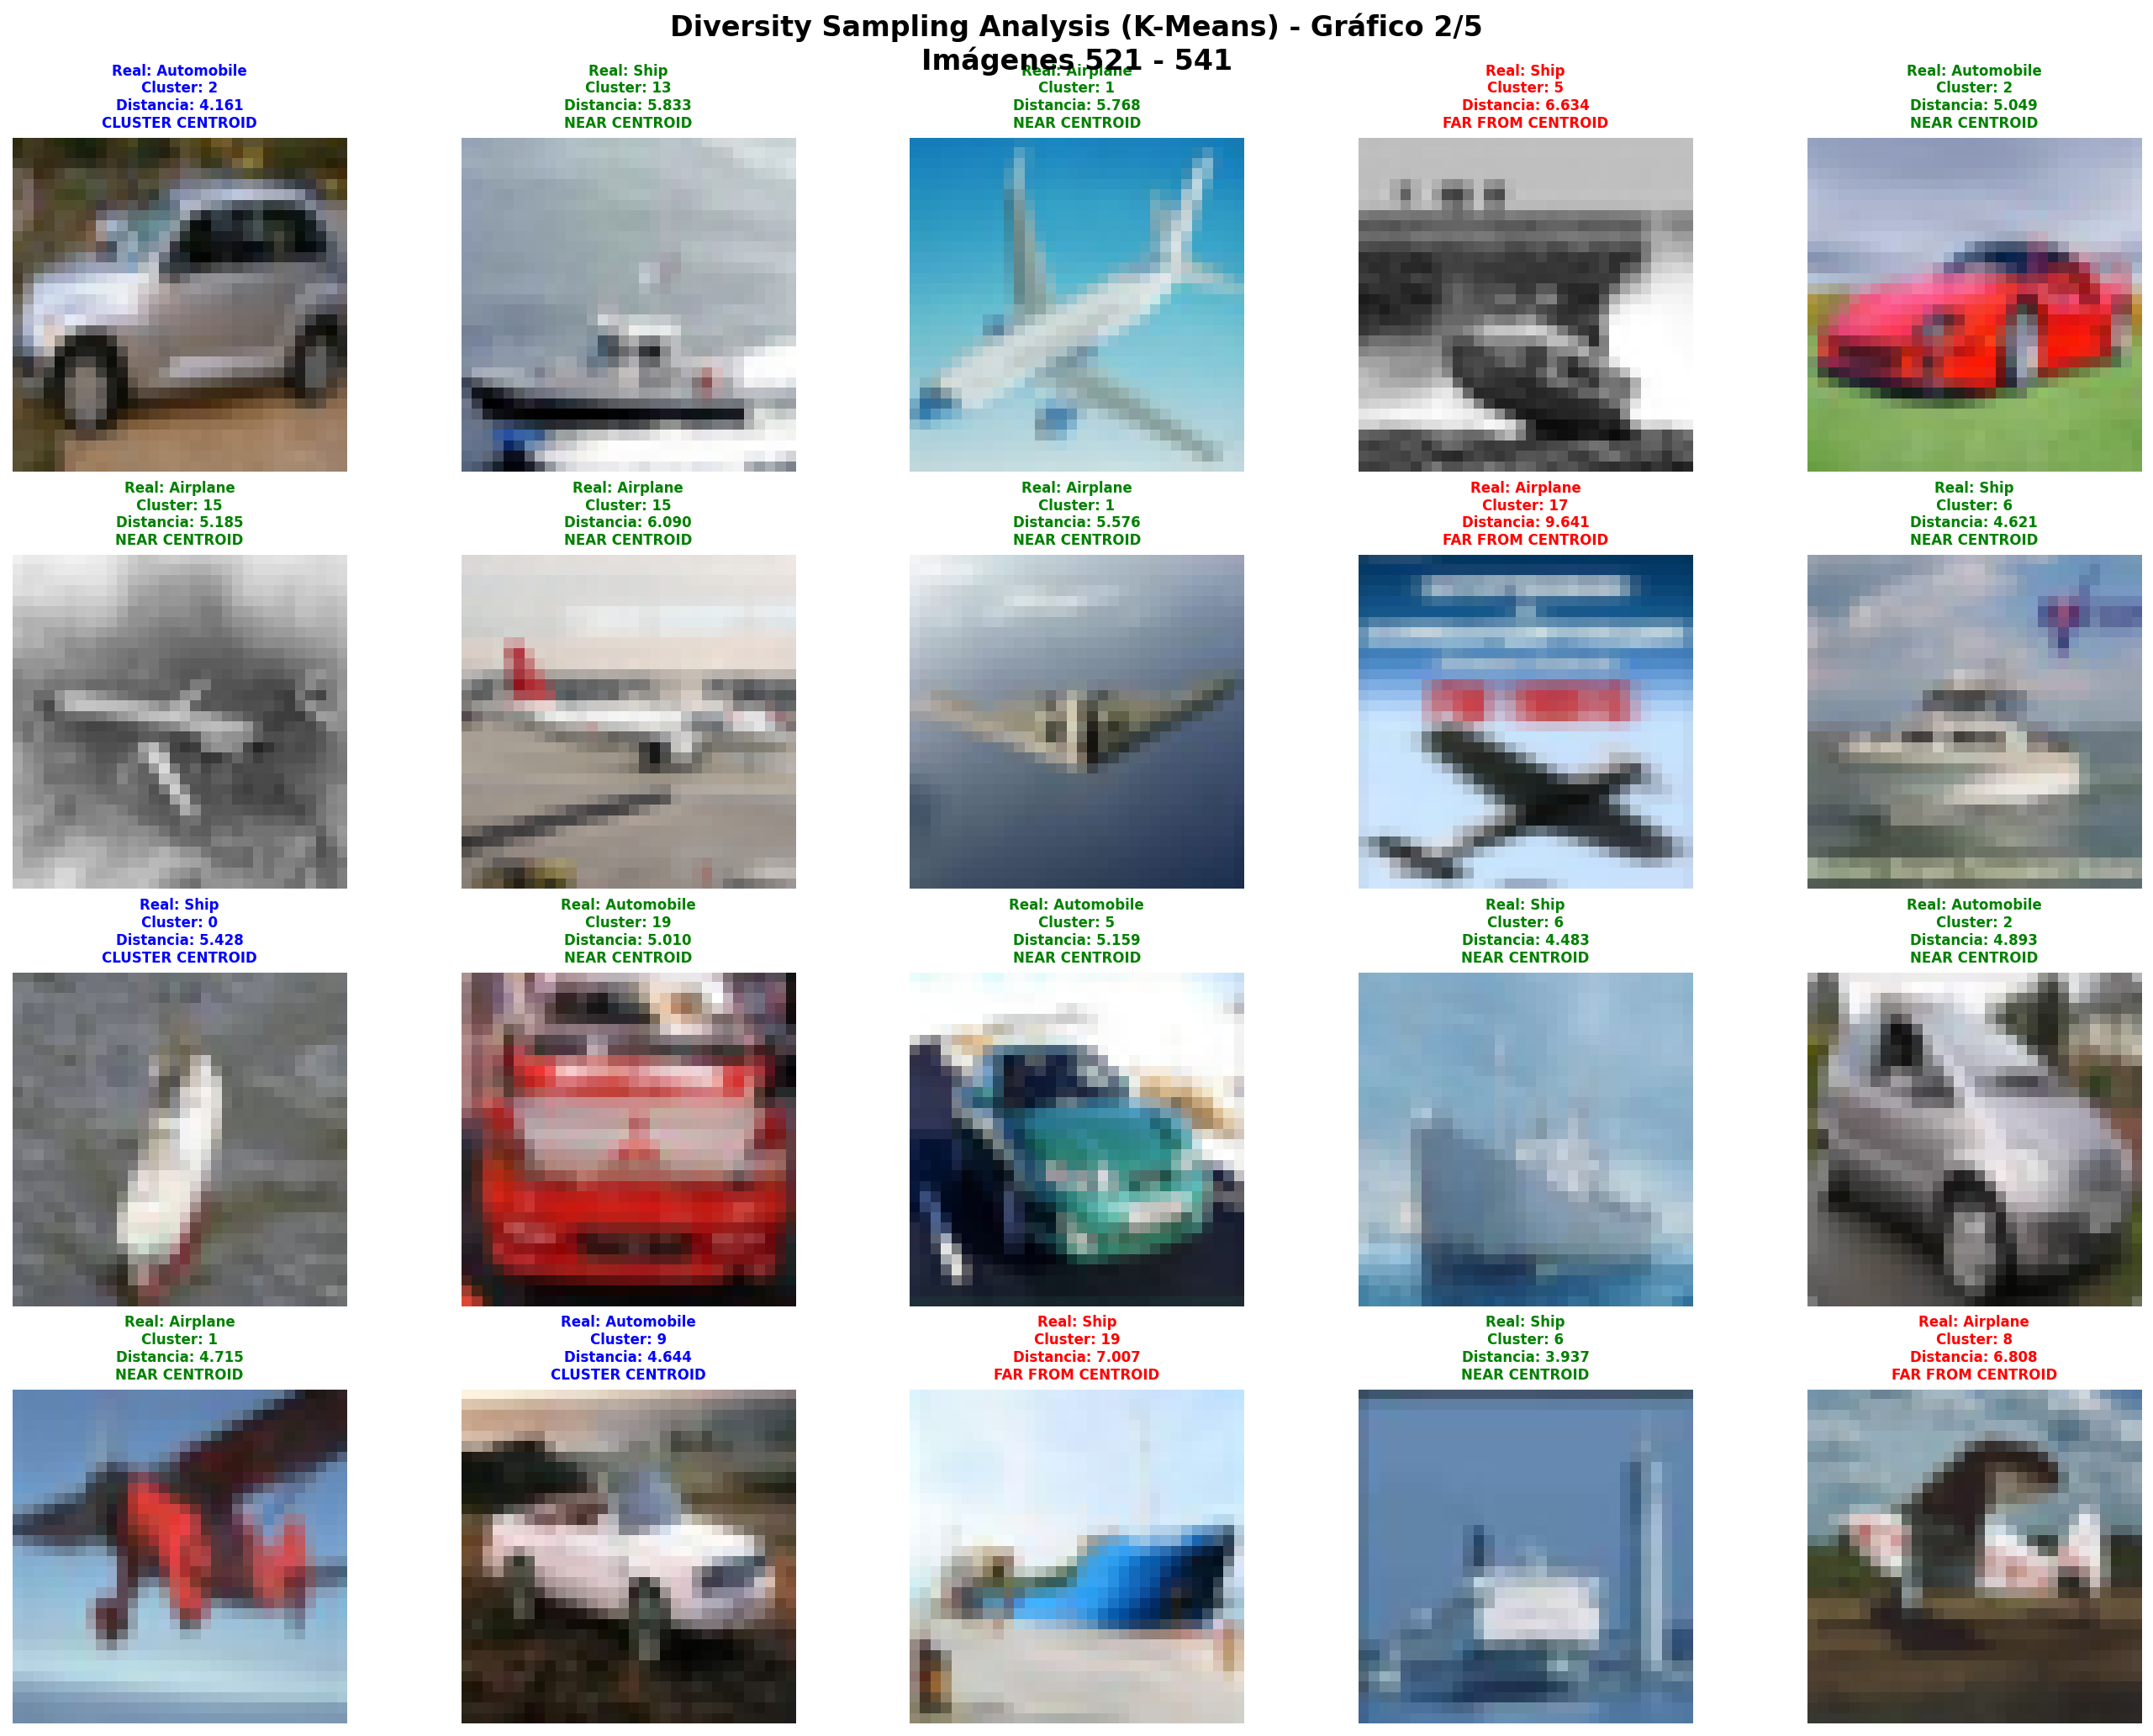 Diversity Sampling Analysis (K-Means) - Gráfico 2/5
Imágenes 521 - 541
Real: Automobile
Cluster: 2
Distancia: 4.161
CLUSTER CENTROID
Real: Ship
Cluster: 13
Distancia: 5.833
NEAR CENTROID
Real: Airplane
Cluster: 1
Distancia: 5.768
NEAR CENTROID
Real: Ship
Cluster: 5
Distancia: 6.634
FAR FROM CENTROID
Real: Automobile
Cluster: 2
Distancia: 5.049
NEAR CENTROID
Real: Airplane
Cluster: 15
Distancia: 5.185
NEAR CENTROID
Real: Airplane
Cluster: 15
Distancia: 6.090
NEAR CENTROID
Real: Airplane
Cluster: 1
Distancia: 5.576
NEAR CENTROID
Real: Airplane
Cluster: 17
Distancia: 9.641
FAR FROM CENTROID
Real: Ship
Cluster: 6
Distancia: 4.621
NEAR CENTROID
Real: Ship
Cluster: 0
Distancia: 5.428
CLUSTER CENTROID
Real: Automobile
Cluster: 19
Distancia: 5.010
NEAR CENTROID
Real: Automobile
Cluster: 5
Distancia: 5.159
NEAR CENTROID
Real: Ship
Cluster: 6
Distancia: 4.483
NEAR CENTROID
Real: Automobile
Cluster: 2
Distancia: 4.893
NEAR CENTROID
Real: Airplane
Cluster: 1
Distancia: 4.715
NEAR CENTROID
Real: Automobile
Cluster: 9
Distancia: 4.644
CLUSTER CENTROID
Real: Ship
Cluster: 19
Distancia: 7.007
FAR FROM CENTROID
Real: Ship
Cluster: 6
Distancia: 3.937
NEAR CENTROID
Real: Airplane
Cluster: 8
Distancia: 6.808
FAR FROM CENTROID